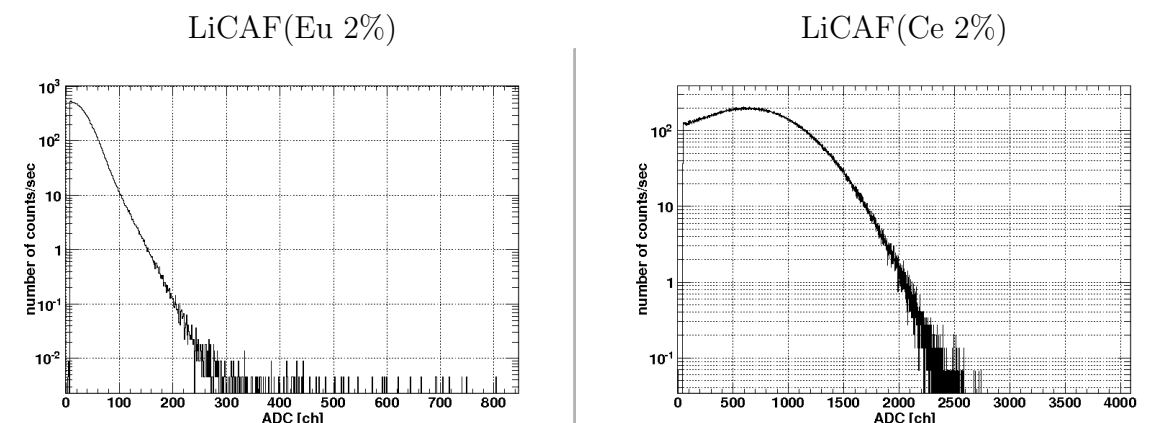 LiCAF(Eu 2%)
number of counts/sec
10³
10²
10
1
10⁻¹
10⁻²
0 100 200 300 400 500 600 700 800
ADC [ch]
LiCAF(Ce 2%)
number of counts/sec
10²
10
1
10⁻¹
0 500 1000 1500 2000 2500 3000 3500 4000
ADC [ch]